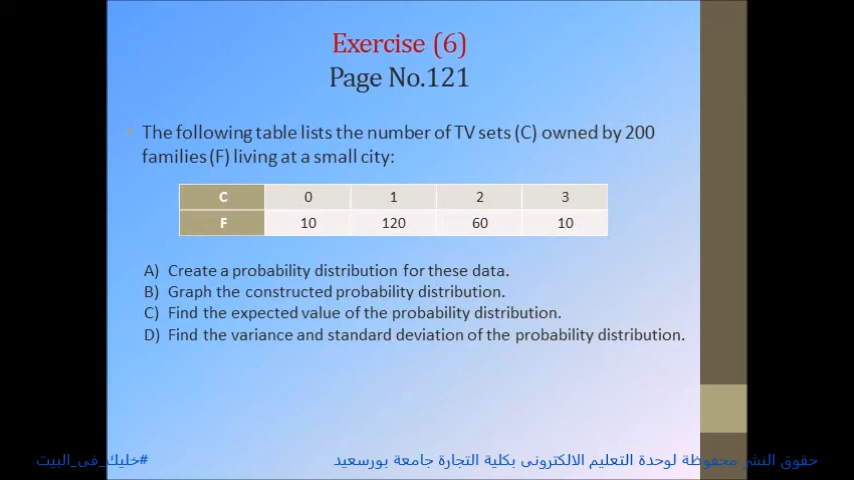 Exercise (6)
Page No.121
The following table lists the number of TV sets (C) owned by 200
families (F) living at a small city:
C 0 1 2 3
F 10 120 60 10
A) Create a probability distribution for these data.
B) Graph the constructed probability distribution.
C) Find the expected value of the probability distribution.
D) Find the variance and standard deviation of the probability distribution.
حقوق النشر محفوظة لوحدة التعليم الالكترونى بكلية التجارة جامعة بورسعيد #خليك_فى_البيت